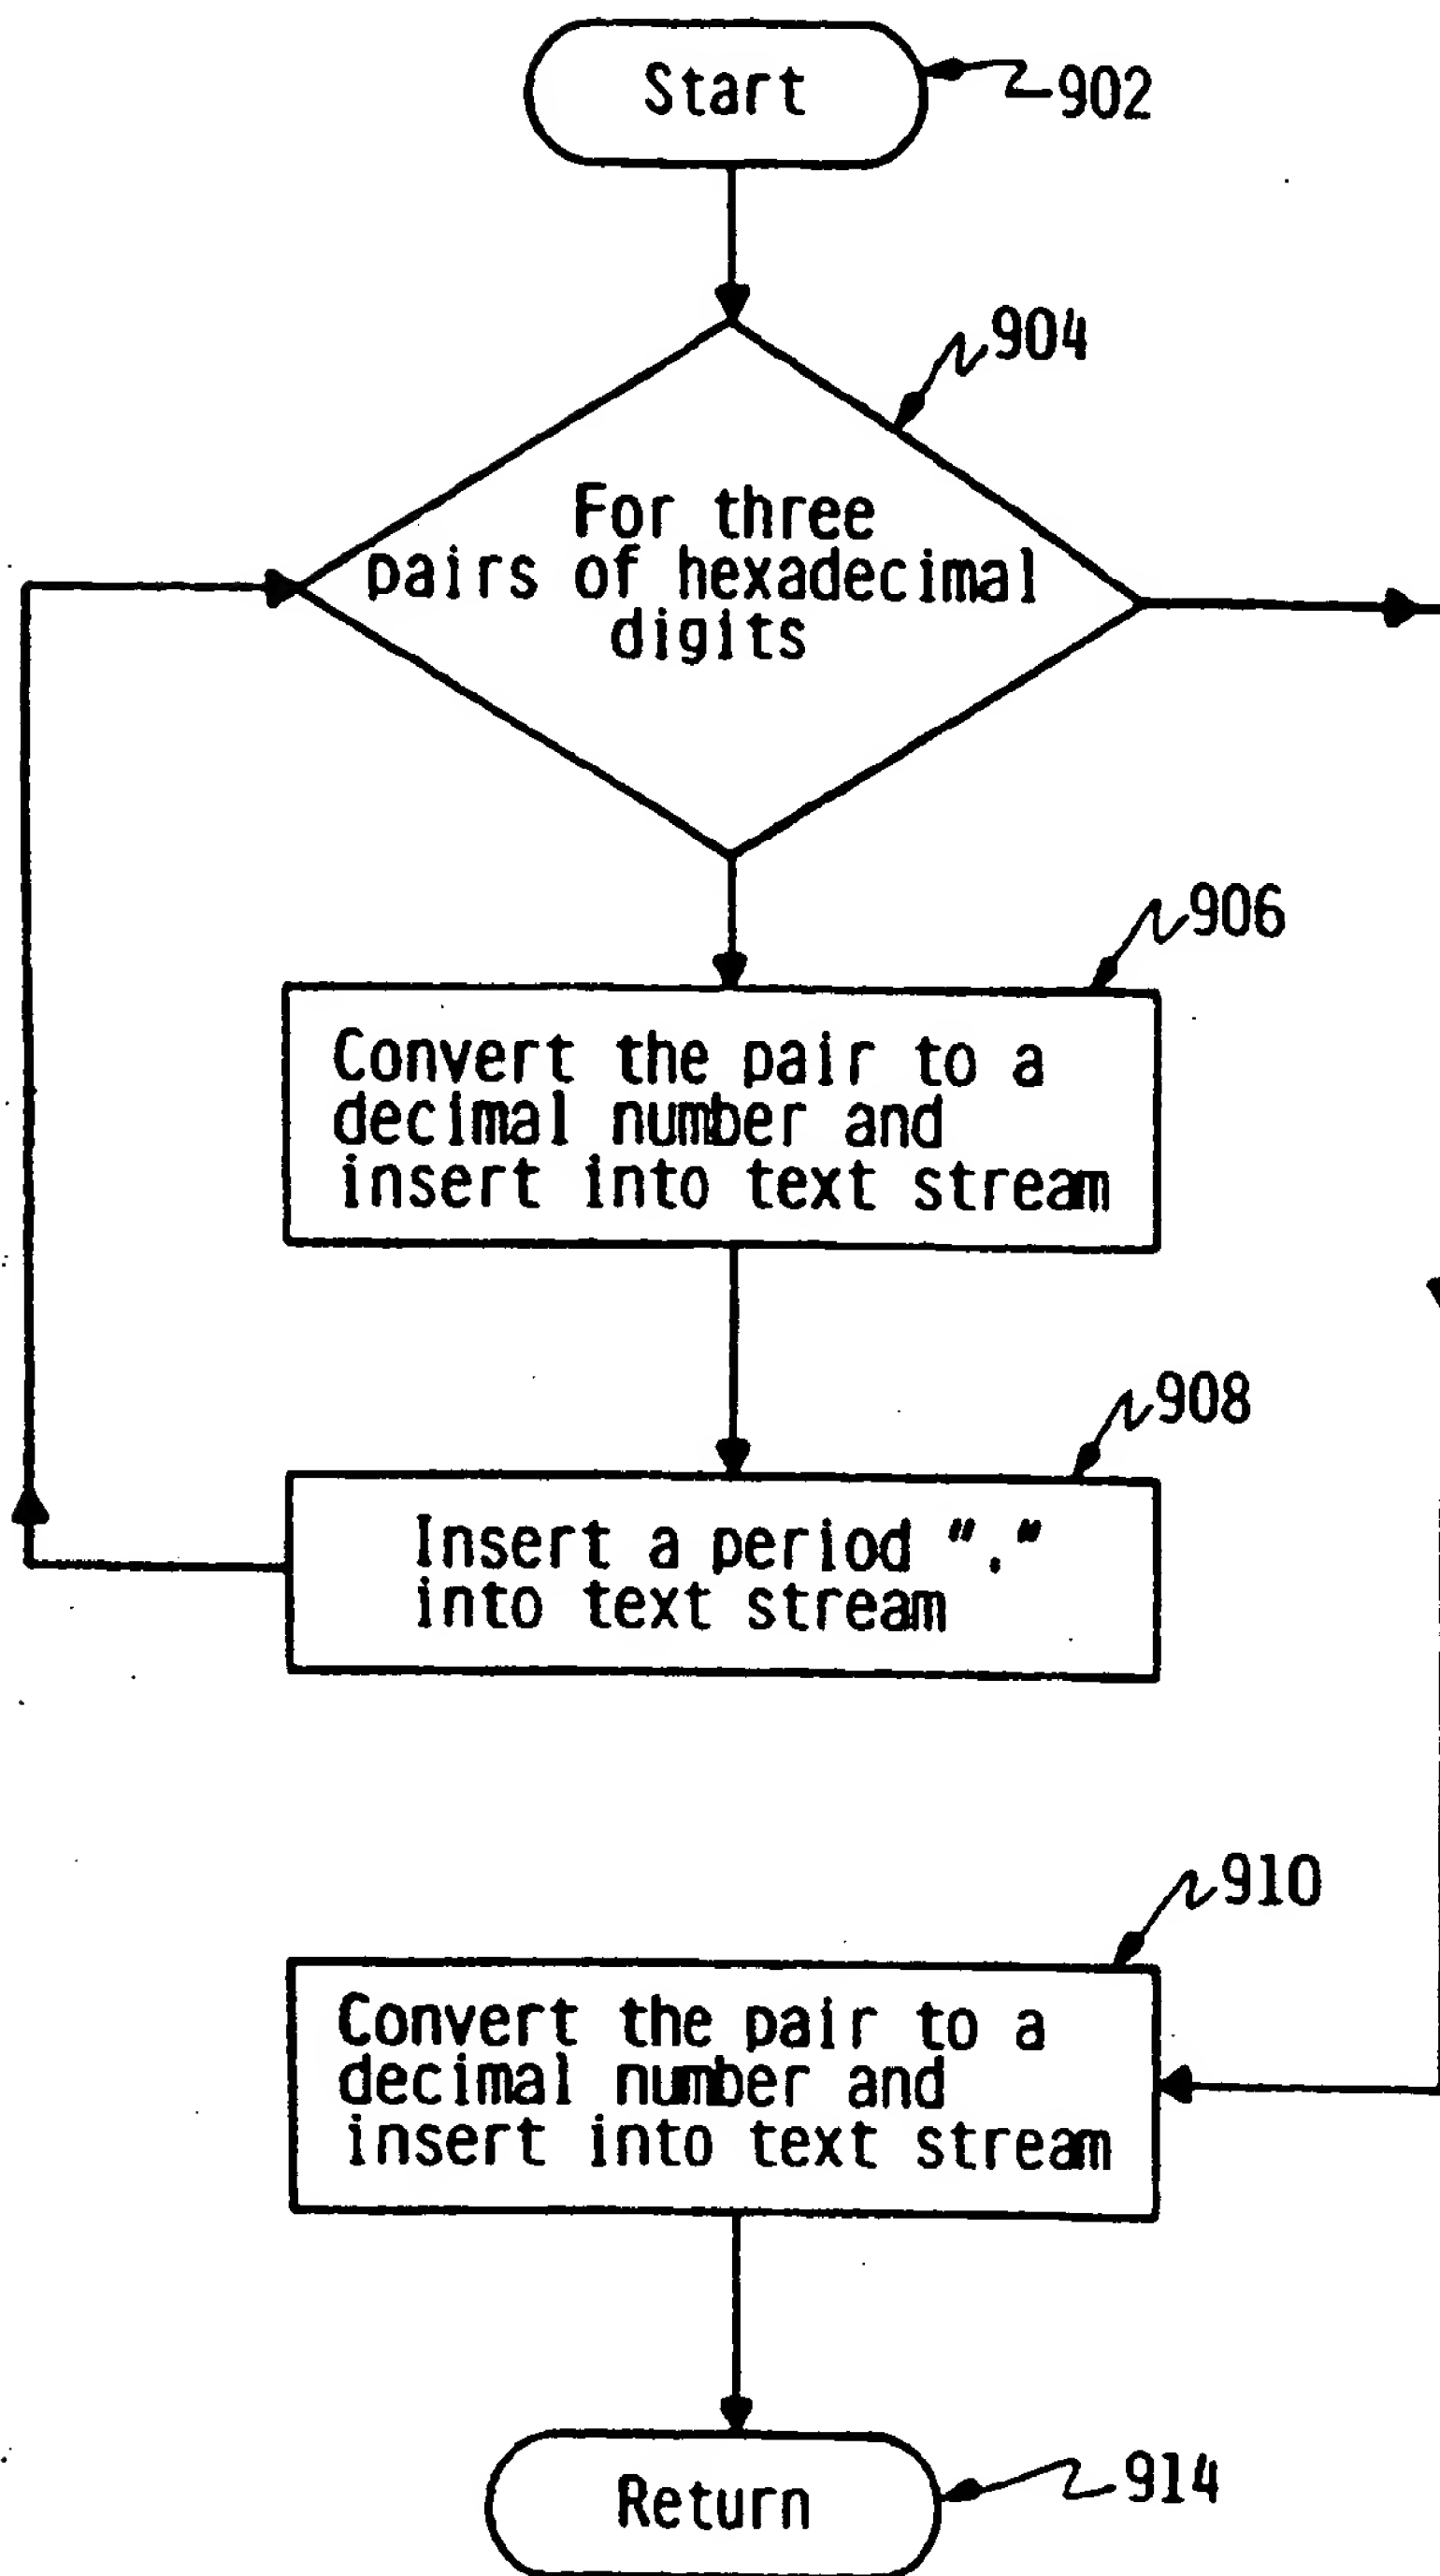 Start
902
904
For three
pairs of hexadecimal
digits
906
Convert the pair to a
decimal number and
insert into text stream
908
Insert a period "."
into text stream
910
Convert the pair to a
decimal number and
insert into text stream
Return
914